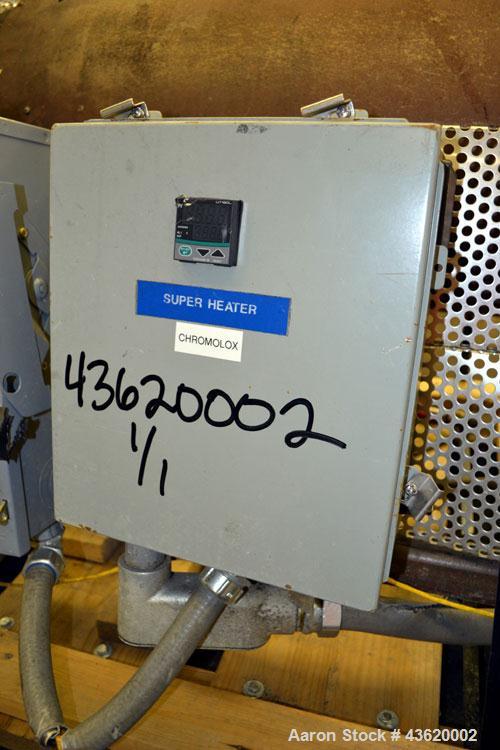 SUPER HEATER
CHROMOLOX
43620002
1/1
Aaron Stock # 43620002